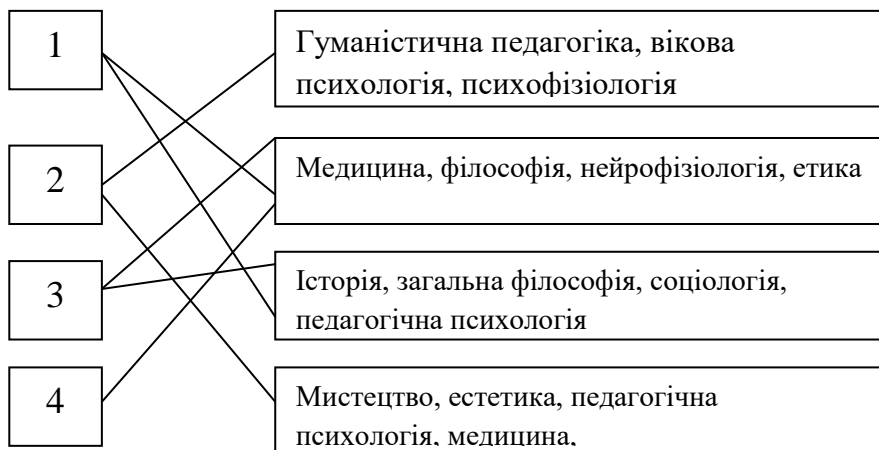 1
Гуманістична педагогіка, вікова
психологія, психофізіологія
2
Медицина, філософія, нейрофізіологія, етика
3
Історія, загальна філософія, соціологія,
педагогічна психологія
4
Мистецтво, естетика, педагогічна
психологія, медицина,